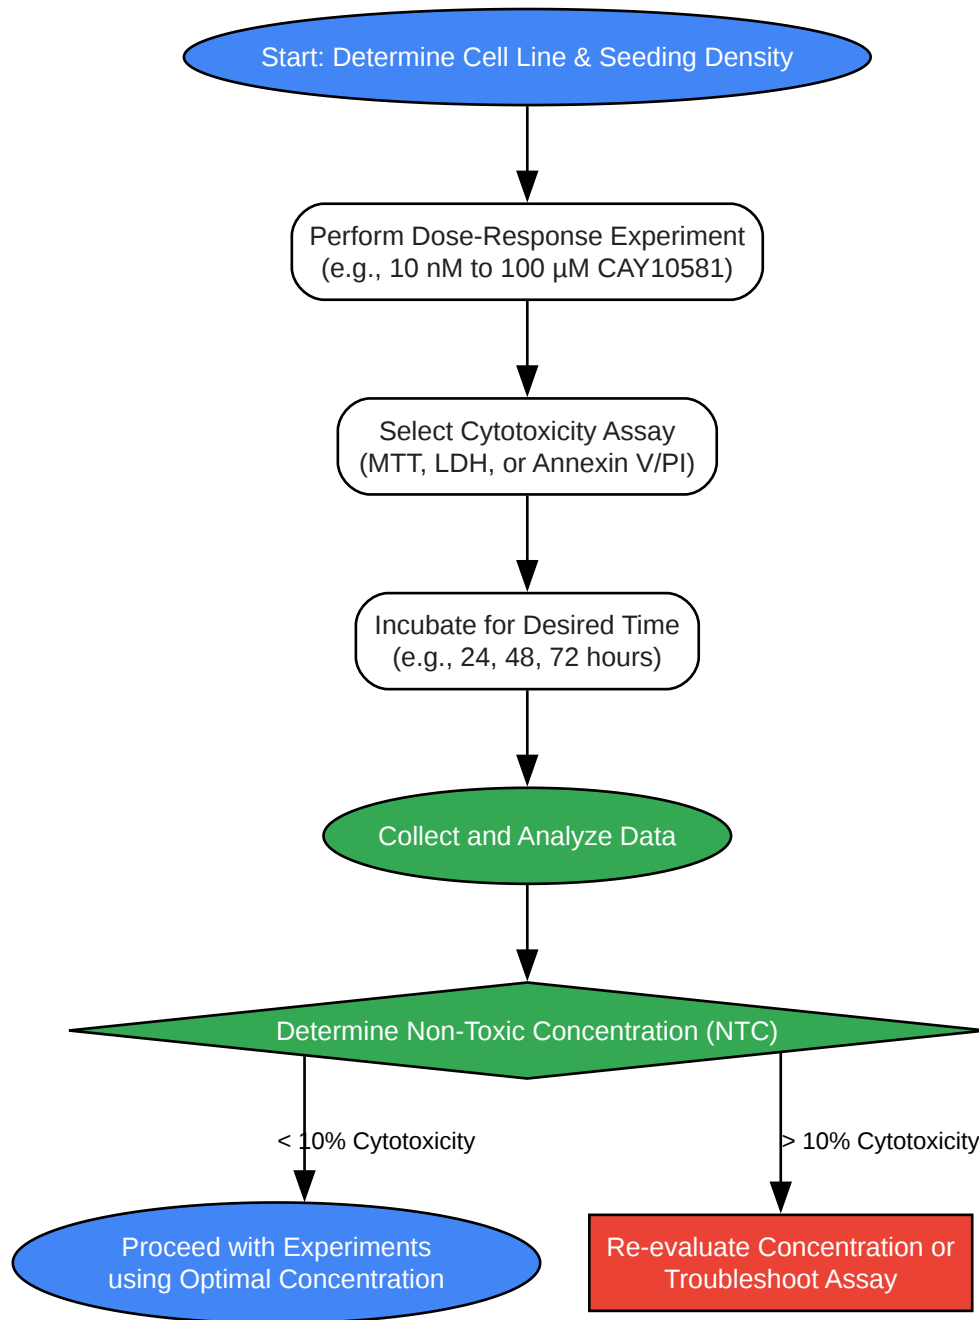 Start: Determine Cell Line & Seeding Density
Perform Dose-Response Experiment
(e.g., 10 nM to 100 µM CAY10581)
Select Cytotoxicity Assay
(MTT, LDH, or Annexin V/PI)
Incubate for Desired Time
(e.g., 24, 48, 72 hours)
Collect and Analyze Data
Determine Non-Toxic Concentration (NTC)
< 10% Cytotoxicity
> 10% Cytotoxicity
Proceed with Experiments
using Optimal Concentration
Re-evaluate Concentration or
Troubleshoot Assay